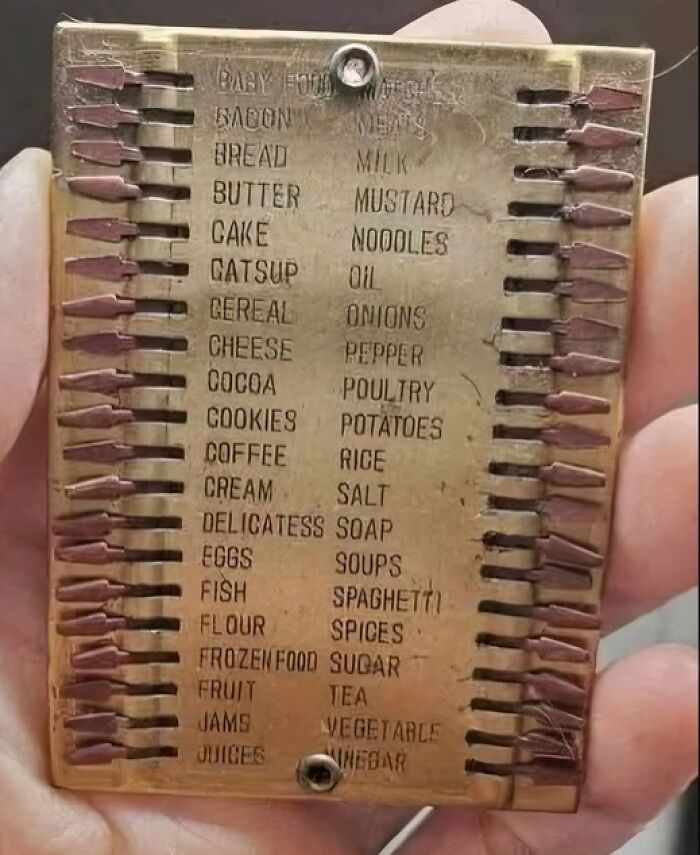 BABY FOOD
BACON
BREAD
BUTTER
CAKE
CATSUP
CEREAL
CHEESE
COCOA
COOKIES
COFFEE
CREAM
DELICATESS
EGGS
FISH
FLOUR
FROZEN FOOD
FRUIT
JAMS
JUICES
MEATS
MILK
MUSTARD
NOODLES
OIL
ONIONS
PEPPER
POULTRY
POTATOES
RICE
SALT
SOAP
SOUPS
SPAGHETTI
SPICES
SUGAR
TEA
VEGETABLE
VINEGAR